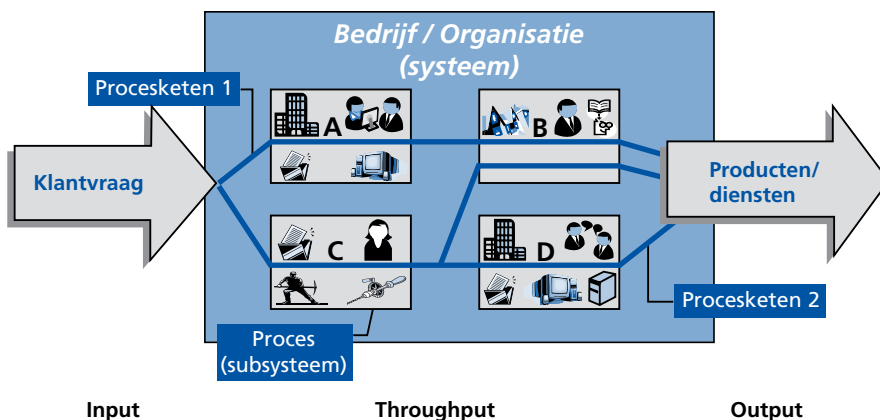 Bedrijf / Organisatie
(systeem)
Procesketen 1
A
B
Klantvraag
Producten/
diensten
C
D
Procesketen 2
Proces
(subsysteem)
Input
Throughput
Output